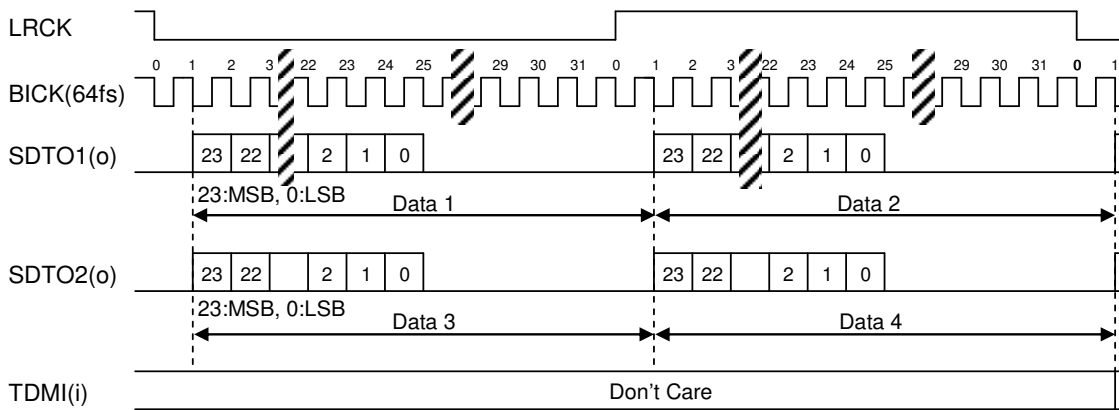 LRCK
0 1 2 3 22 23 24 25 29 30 31 0 1 2 3 22 23 24 25 29 30 31 0 1
BICK(64fs)
SDTO1(o) 23 22 2 1 0 23 22 2 1 0
23:MSB, 0:LSB
Data 1 Data 2
SDTO2(o) 23 22 2 1 0 23 22 2 1 0
23:MSB, 0:LSB
Data 3 Data 4
TDMI(i) Don't Care